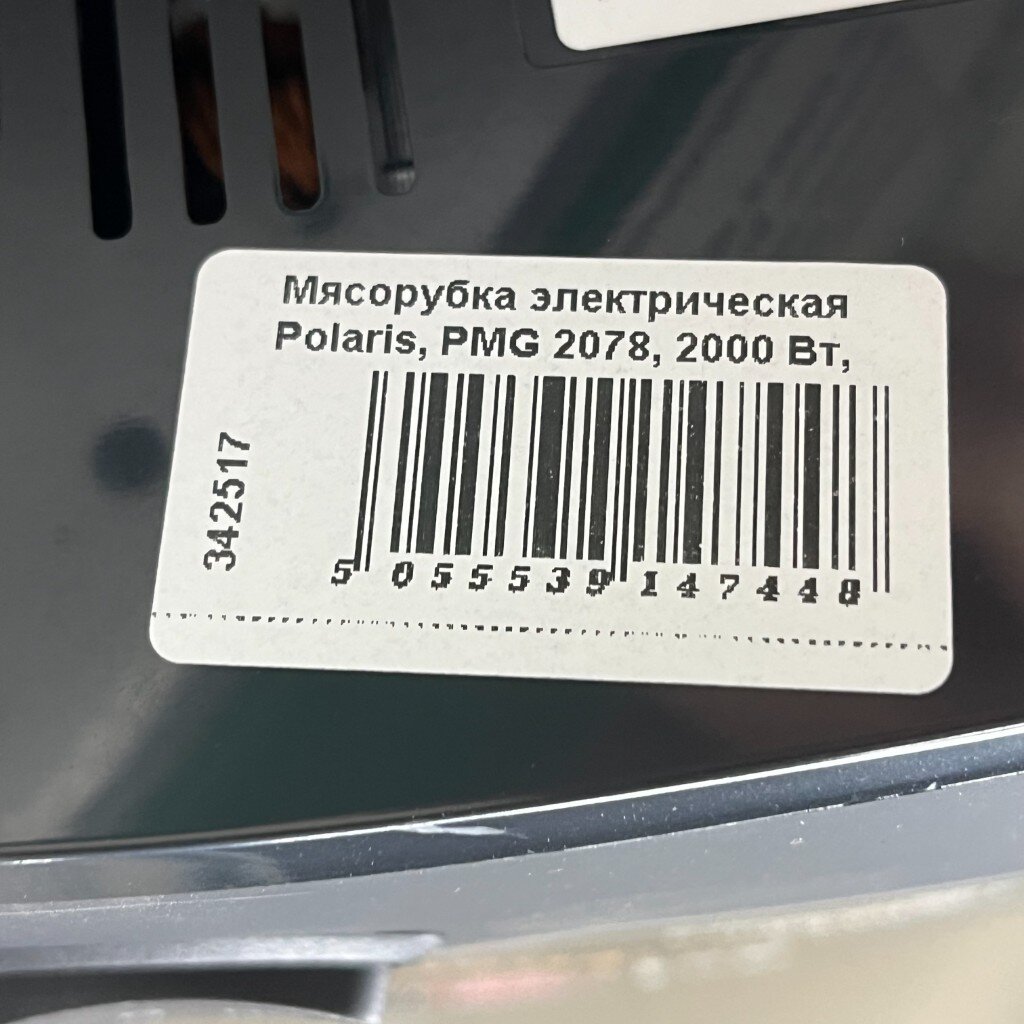 Мясорубка электрическая
Polaris, PMG 2078, 2000 Вт,
342517
5 055539 147448